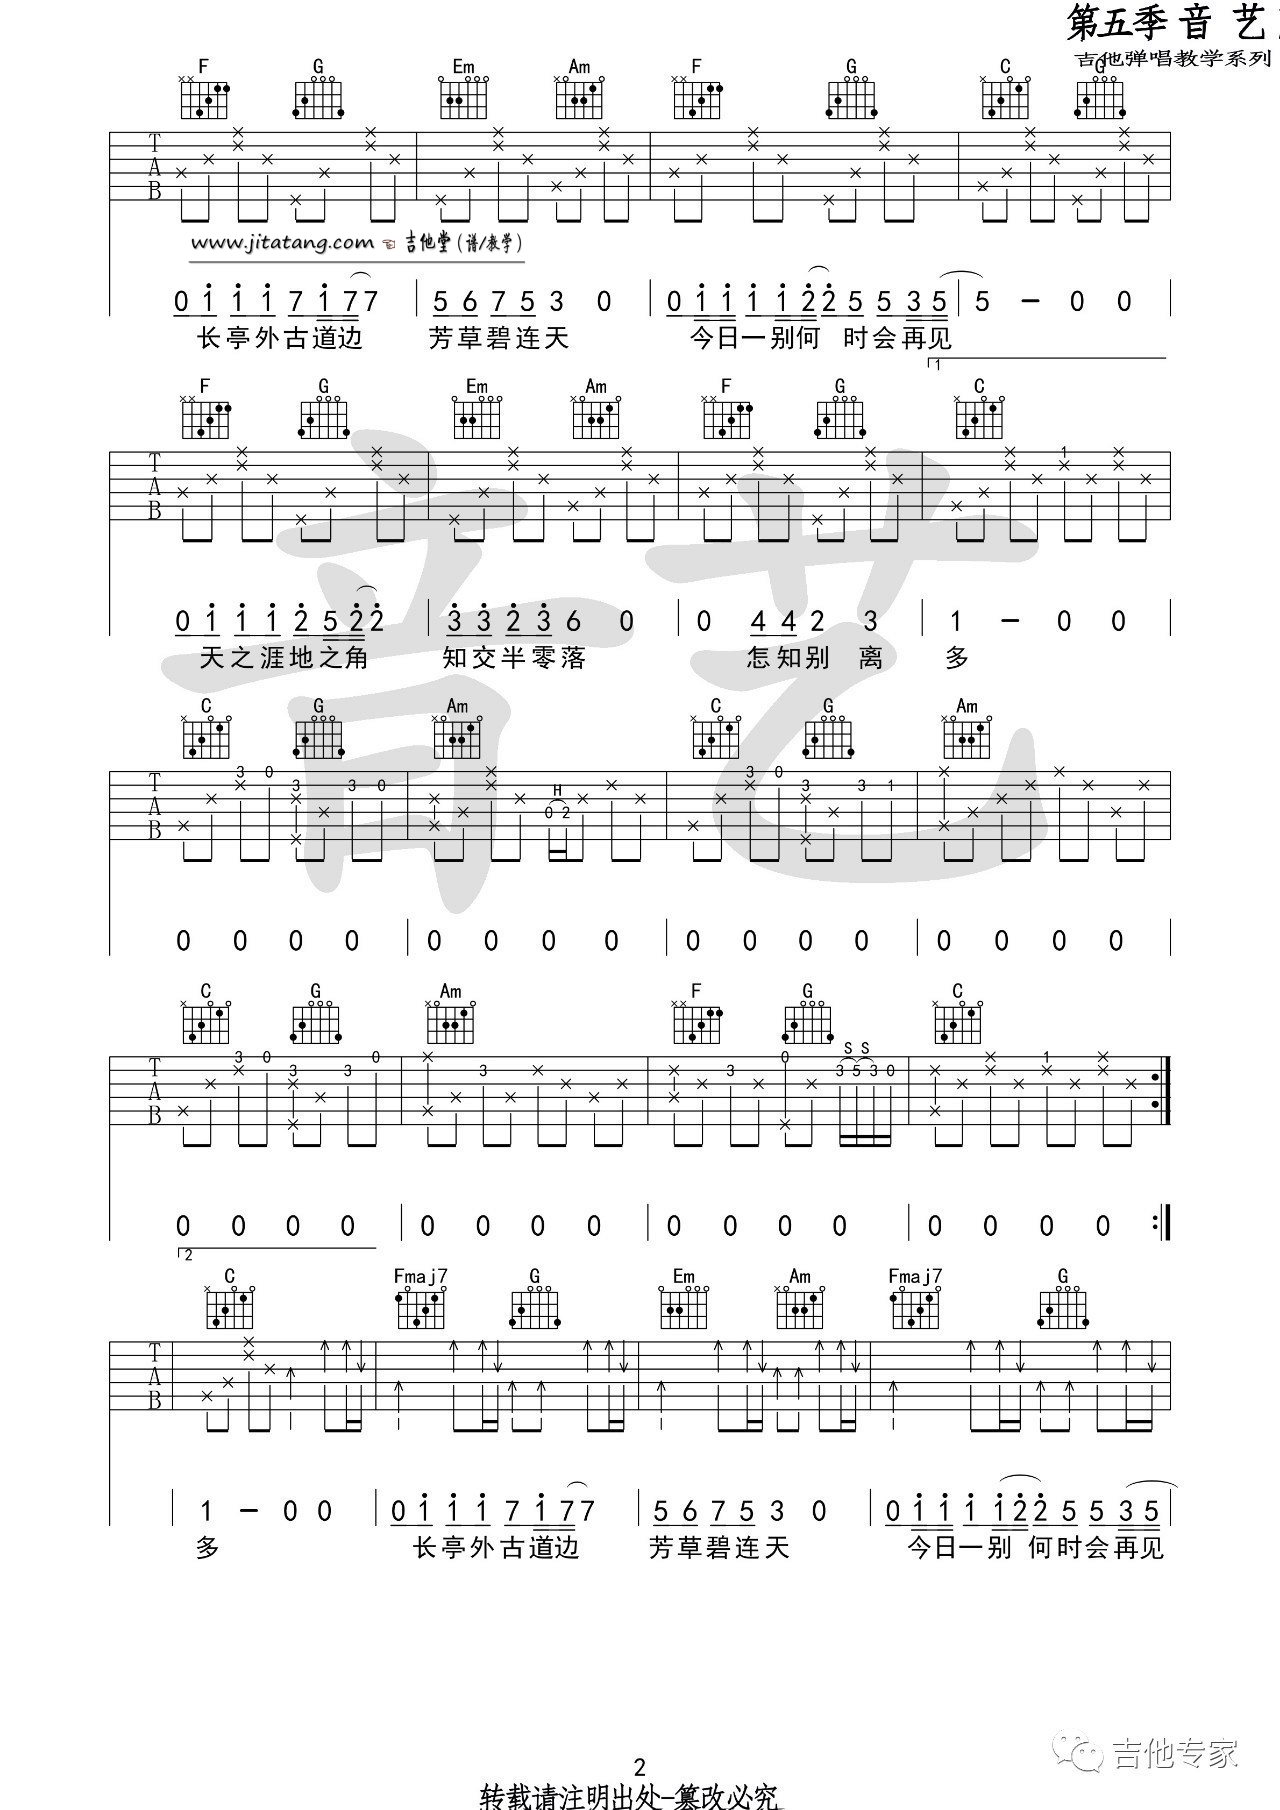 第五季 音 艺
吉他弹唱教学系列
F G Em Am F G C G
T
A
B
www.jitatang.com ☜ 吉他堂(谱/教学)
0 1 1 1 7 1 7 7 5 6 7 5 3 0 0 1 1 1 1 2 2 5 5 3 5 5 - 0 0
长亭外古道边 芳草碧连天 今日一别何 时会再见
1
F G Em Am F G C
1
T
A
B
0 1 1 1 2 5 2 2 3 3 2 3 6 0 0 4 4 2 3 1 - 0 0
天之涯地之角 知交半零落 怎知别 离 多
音 艺
C G Am C G Am
3 0 3 3 0 H 0 2 3 0 3 3 1
T
A
B
0 0 0 0 0 0 0 0 0 0 0 0 0 0 0 0
C G Am F G C
3 0 3 3 0 3 3 0 S S 3 5 3 0 1
T
A
B
0 0 0 0 0 0 0 0 0 0 0 0 0 0 0 0
2
C Fmaj7 G Em Am Fmaj7 G
T
A
B
1 - 0 0 0 1 1 1 7 1 7 7 5 6 7 5 3 0 0 1 1 1 1 2 2 5 5 3 5
多 长亭外古道边 芳草碧连天 今日一别 何时会再见
吉他专家
2
转载请注明出处-篡改必究